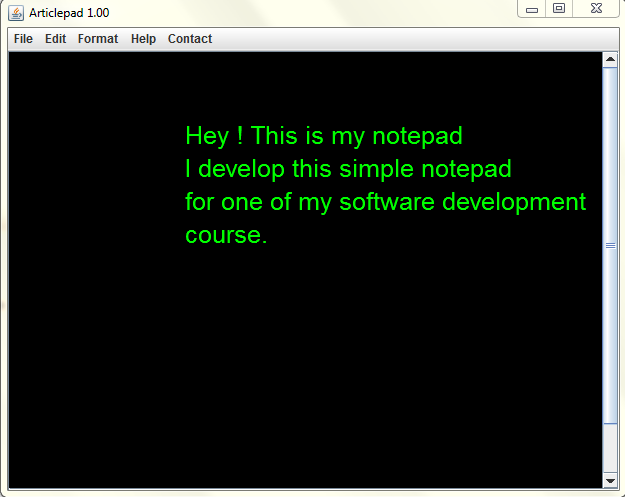 Articlepad 1.00
File Edit Format Help Contact
Hey ! This is my notepad
I develop this simple notepad
for one of my software development
course.